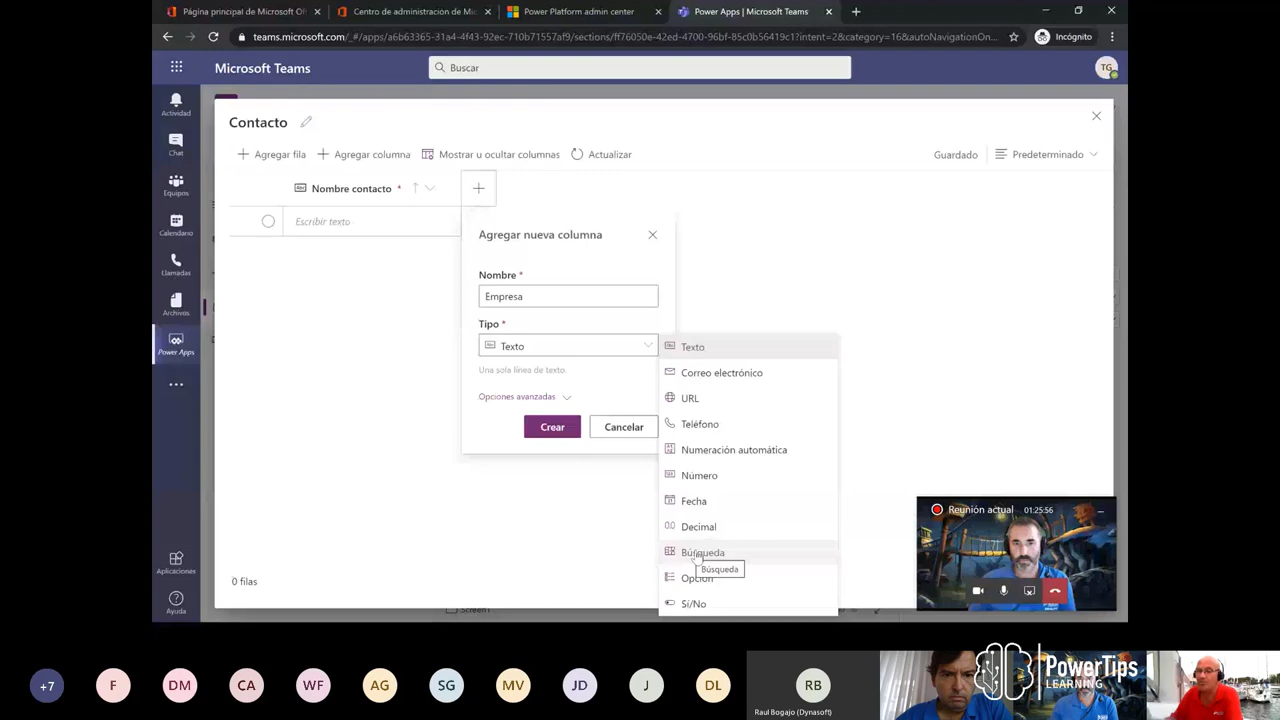 Página principal de Microsoft Of
Centro de administración de Mi
Power Platform admin center
Power Apps | Microsoft Teams
teams.microsoft.com/_#/apps/a6b63365-31a4-4f43-92ec-710b71557af9/sections/ff76050e-42ed-4700-96bf-85c0b56419c1?intent=2&category=16&autoNavigationOn...
Incógnito
Microsoft Teams
Buscar
TG
Actividad
Chat
Equipos
Calendario
Llamadas
Archivos
Power Apps
Aplicaciones
Ayuda
Contacto
Agregar fila
Agregar columna
Mostrar u ocultar columnas
Actualizar
Guardado
Predeterminado
Abc Nombre contacto *
Escribir texto
Agregar nueva columna
Nombre *
Empresa
Tipo *
Abc Texto
Una sola línea de texto.
Opciones avanzadas
Crear
Cancelar
Abc Texto
Correo electrónico
URL
Teléfono
Numeración automática
Número
Fecha
Decimal
Búsqueda
Búsqueda
Opción
Sí/No
0 filas
Screen1
Reunión actual
01:25:56
+7
F
DM
CA
WF
AG
SG
MV
JD
J
DL
RB
Raul Bogajo (Dynasoft)
PowerTips
LEARNING